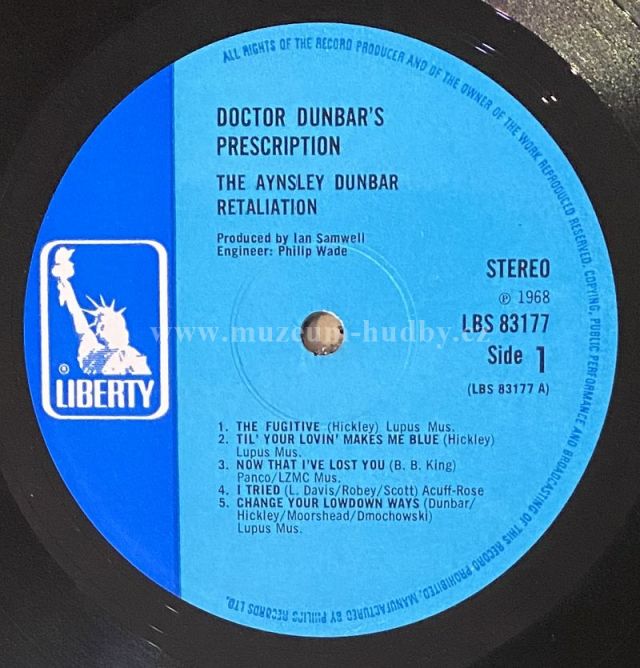 ALL RIGHTS OF THE RECORD PRODUCER AND OF THE OWNER OF THE WORK REPRODUCED RESERVED. COPYING, PUBLIC PERFORMANCE AND BROADCASTING OF THIS RECORD PROHIBITED. MANUFACTURED BY PHILIPS RECORDS LTD.
DOCTOR DUNBAR'S
PRESCRIPTION
THE AYNSLEY DUNBAR
RETALIATION
Produced by Ian Samwell
Engineer: Philip Wade
STEREO
℗ 1968
LBS 83177
Side 1
(LBS 83177 A)
www.muzeum-hudby.cz
® LIBERTY
1. THE FUGITIVE (Hickley) Lupus Mus.
2. TIL' YOUR LOVIN' MAKES ME BLUE (Hickley)
Lupus Mus.
3. NOW THAT I'VE LOST YOU (B. B. King)
Panco/LZMC Mus.
4. I TRIED (L. Davis/Robey/Scott) Acuff-Rose
5. CHANGE YOUR LOWDOWN WAYS (Dunbar/
Hickley/Moorshead/Dmochowski)
Lupus Mus.